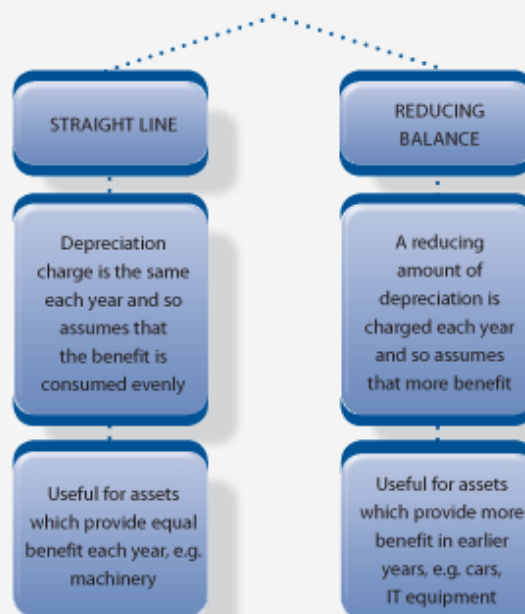 STRAIGHT LINE
Depreciation
charge is the same
each year and so
assumes that
the benefit is
consumed evenly
Useful for assets
which provide equal
benefit each year, e.g.
machinery
REDUCING
BALANCE
A reducing
amount of
depreciation is
charged each year
and so assumes
that more benefit
Useful for assets
which provide more
benefit in earlier
years, e.g. cars,
IT equipment